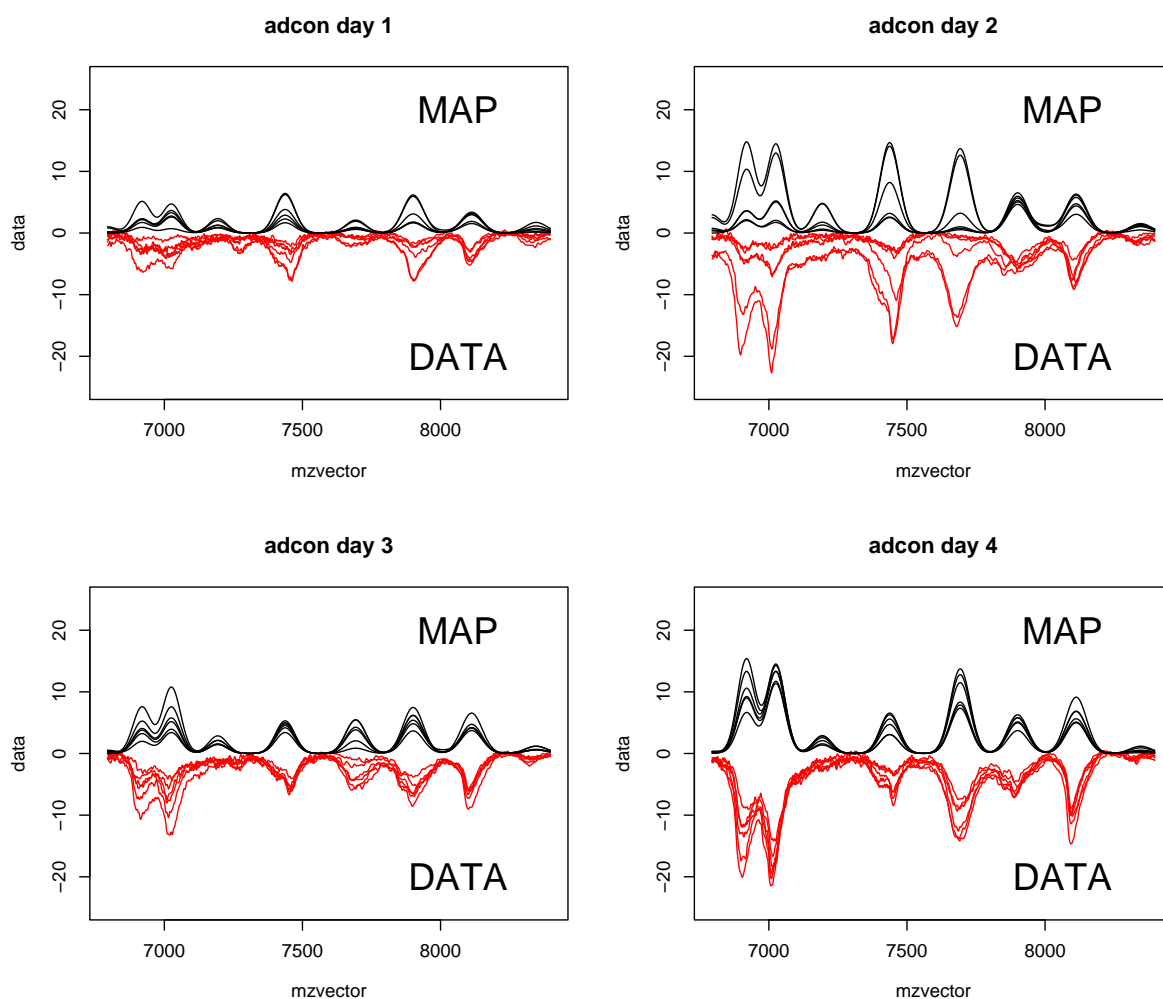 adcon day 1
data
20
10
0
−10
−20
MAP
DATA
7000 7500 8000
mzvector
adcon day 2
data
20
10
0
−10
−20
MAP
DATA
7000 7500 8000
mzvector
adcon day 3
data
20
10
0
−10
−20
MAP
DATA
7000 7500 8000
mzvector
adcon day 4
data
20
10
0
−10
−20
MAP
DATA
7000 7500 8000
mzvector